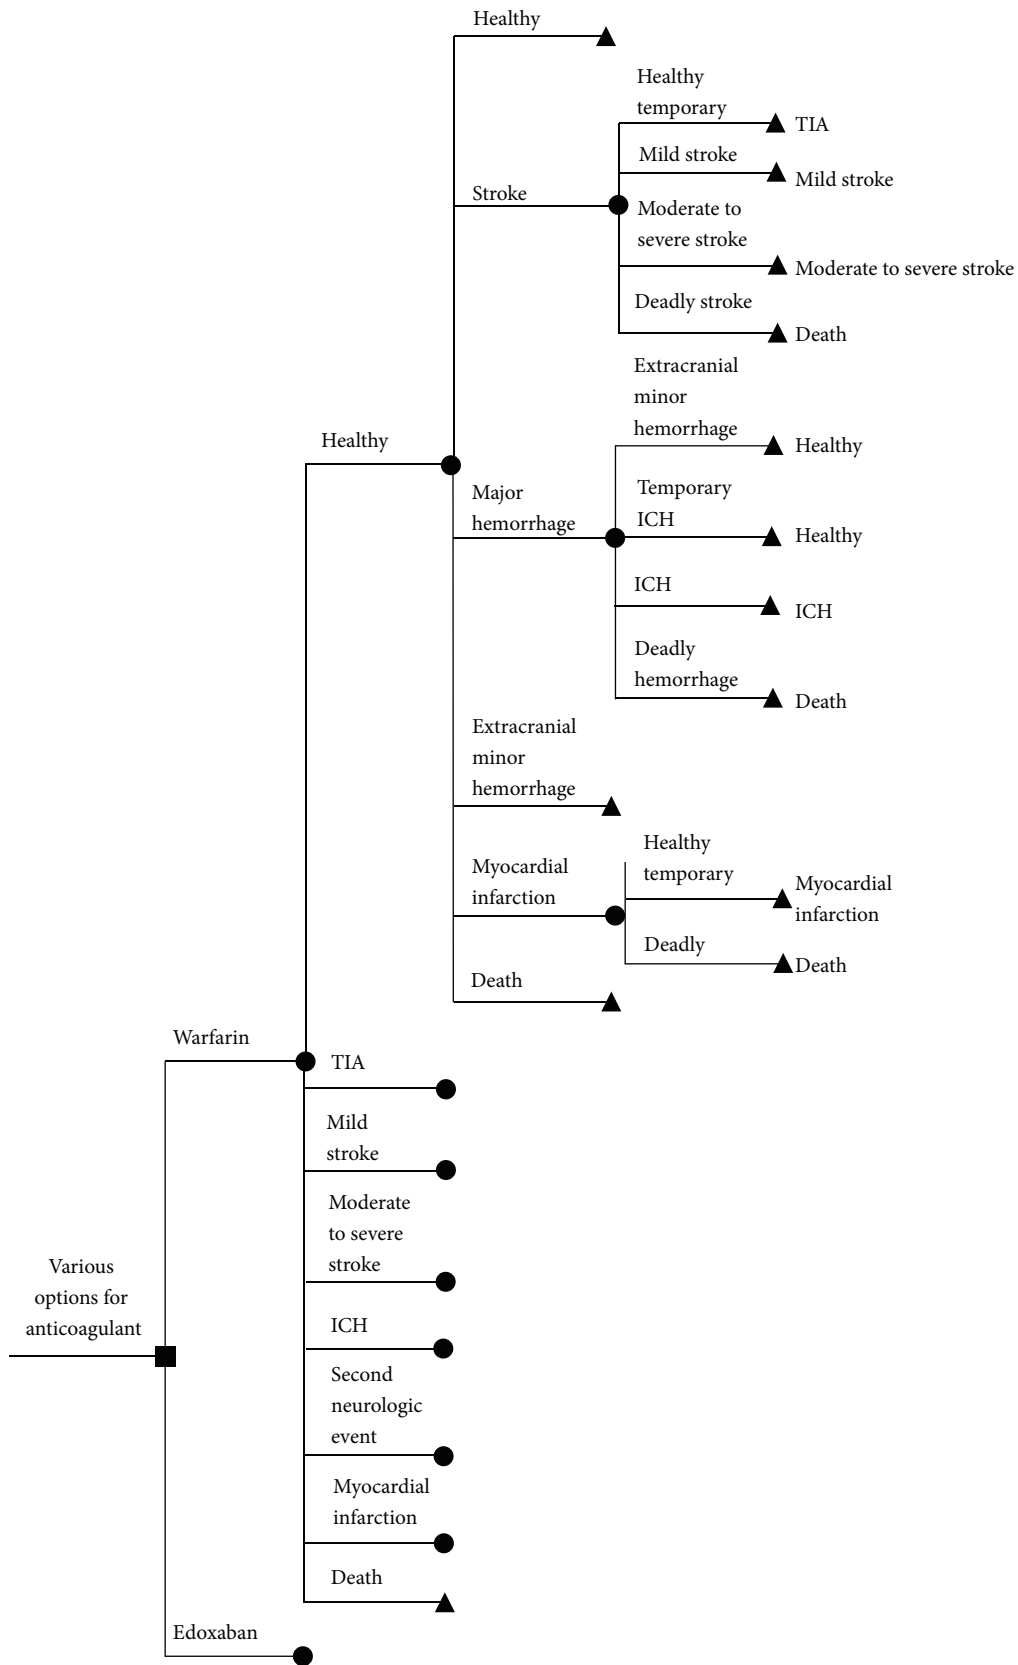 Healthy
Healthy
temporary
TIA
Mild stroke
Mild stroke
Stroke
Moderate to
severe stroke
Moderate to severe stroke
Deadly stroke
Death
Extracranial
minor
hemorrhage
Healthy
Healthy
Major
hemorrhage
Temporary
ICH
Healthy
ICH
ICH
Deadly
hemorrhage
Death
Extracranial
minor
hemorrhage
Myocardial
infarction
Healthy
temporary
Myocardial
infarction
Deadly
Death
Death
Warfarin
TIA
Mild
stroke
Moderate
to severe
stroke
Various
options for
anticoagulant
ICH
Second
neurologic
event
Myocardial
infarction
Death
Edoxaban